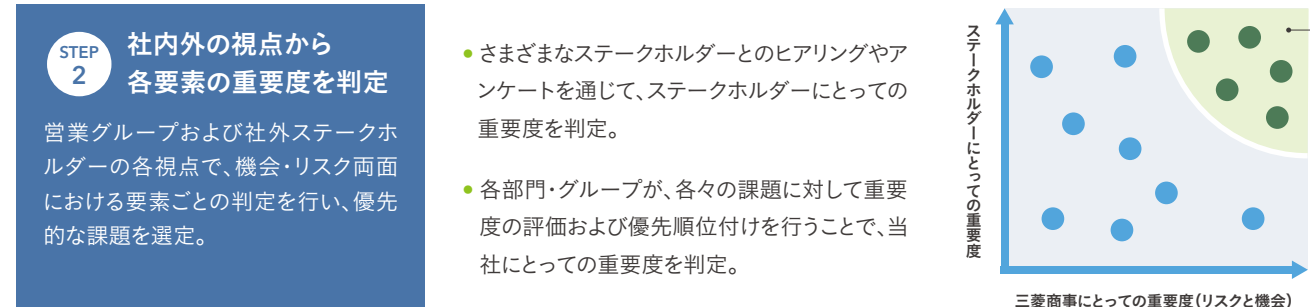 STEP
2
社内外の視点から
各要素の重要度を判定
営業グループおよび社外ステークホ
ルダーの各視点で、機会・リスク両面
における要素ごとの判定を行い、優先
的な課題を選定。
● さまざまなステークホルダーとのヒアリングやア
ンケートを通じて、ステークホルダーにとっての
重要度を判定。
● 各部門・グループが、各々の課題に対して重要
度の評価および優先順位付けを行うことで、当
社にとっての重要度を判定。
ステークホルダーにとっての重要度
三菱商事にとっての重要度(リスクと機会)